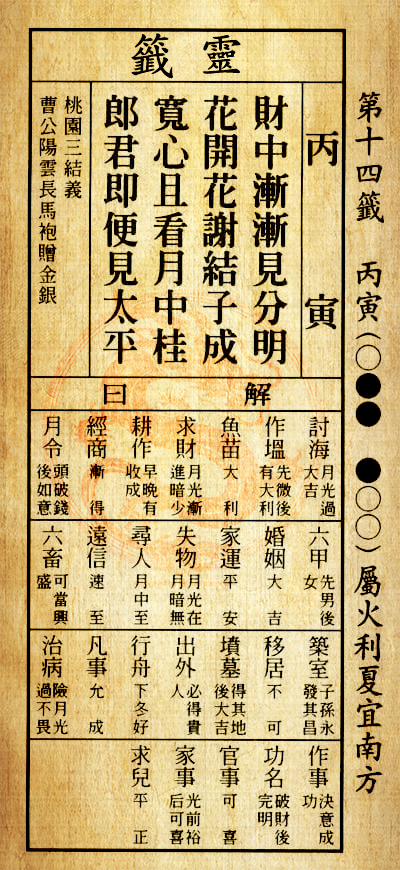 第十四籤 丙寅(○●● ●○○)屬火利夏宜南方
靈籤
丙寅
財中漸漸見分明
花開花謝結子成
寬心且看月中桂
郎君即便見太平
桃園三結義
曹公陽雲長馬袍贈金銀
解曰
討海 月光過大吉
作塭 先微後有大利
魚苗 大利
求財 月光漸進暗少
耕作 早晚有收成
經商 漸得
月令 頭破錢後如意
六甲 先男後女
婚姻 大吉
家運 平安
失物 月光在月暗無
尋人 月中至
遠信 速至
六畜 可當興盛
築室 子孫永發其昌
移居 不可
墳墓 得其地後大吉
出外 必得貴人
行舟 下冬好
凡事 允成
治病 險月光過不畏
作事 決意成功
功名 破財後完明
官事 可喜
家事 光前裕后可喜
求兒 平正